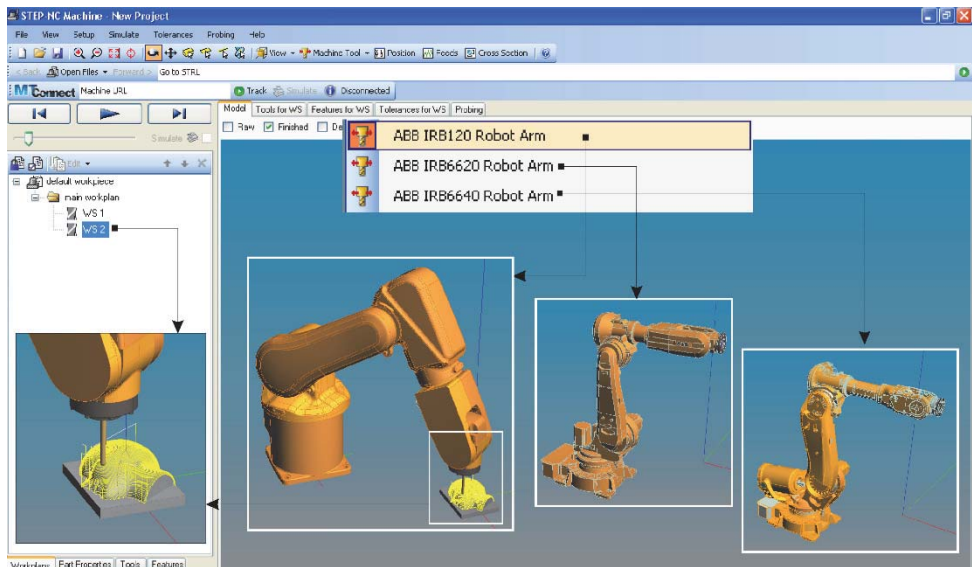 STEP-NC Machine - New Project
File View Setup Simulate Tolerances Probing Help
View Machine Tool Position Feeds Cross Section
Back Open Files Forward Go to STRL
MTConnect Machine URL Track Simulate Disconnected
Model Tools for WS Features for WS Tolerances for WS Probing
Simulate
Raw Finished
ABB IRB120 Robot Arm
ABB IRB6620 Robot Arm
ABB IRB6640 Robot Arm
Edit
default workpiece
main workplan
WS 1
WS 2
Workplans Part Properties Tools Features